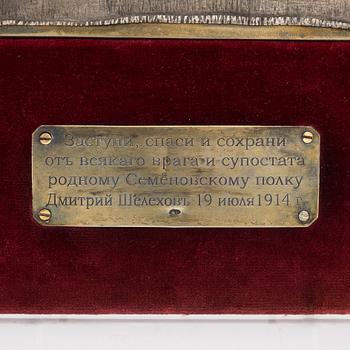 Заступи, спаси и сохрани
отъ всякаго врага и супостата
родному Семёновскому полку
Дмитрий Шелеховъ 19 июля 1914 г.